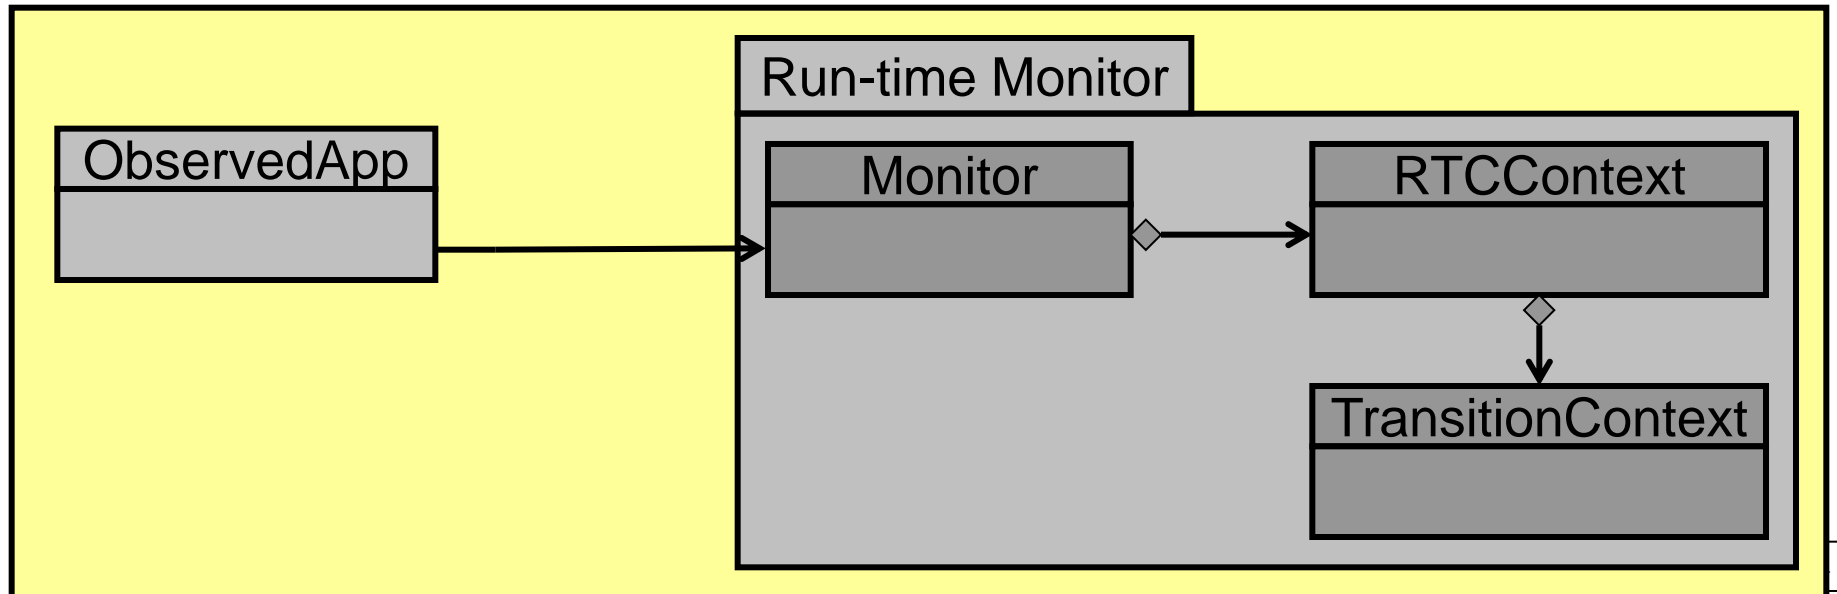 Run-time Monitor
ObservedApp
Monitor
RTCContext
TransitionContext